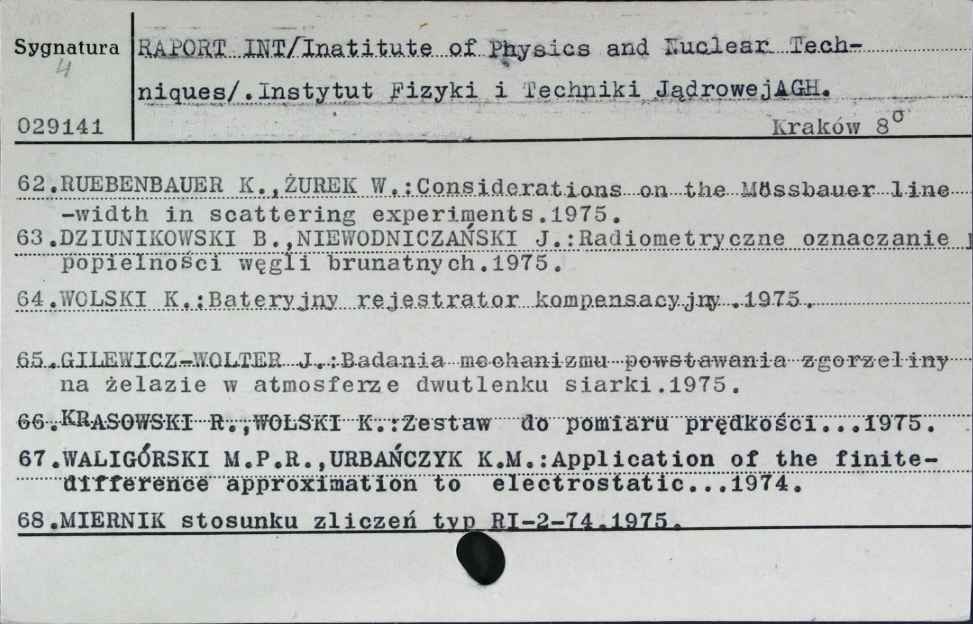 Sygnatura
4
029141
RAPORT INT/Inatitute of Physics and Nuclear Tech-
niques/.Instytut Fizyki i Techniki JądrowejAGH.
Kraków 8°
62.RUEBENBAUER K.,ŻUREK W.:Considerations on the Mössbauer line
-width in scattering experiments.1975.
63.DZIUNIKOWSKI B.,NIEWODNICZAŃSKI J.:Radiometryczne oznaczanie
popielności węgli brunatnych.1975.
64.WOLSKI K.:Bateryjny rejestrator kompensacyjny .1975.
65.GILEWICZ-WOLTER J.:Badania mechanizmu powstawania zgorzeliny
na żelazie w atmosferze dwutlenku siarki.1975.
66.KRASOWSKI R.,WOLSKI K.:Zestaw do pomiaru prędkości...1975.
67.WALIGÓRSKI M.P.R.,URBAŃCZYK K.M.:Application of the finite-
difference approximation to electrostatic...1974.
68.MIERNIK stosunku zliczeń typ RI-2-74.1975.